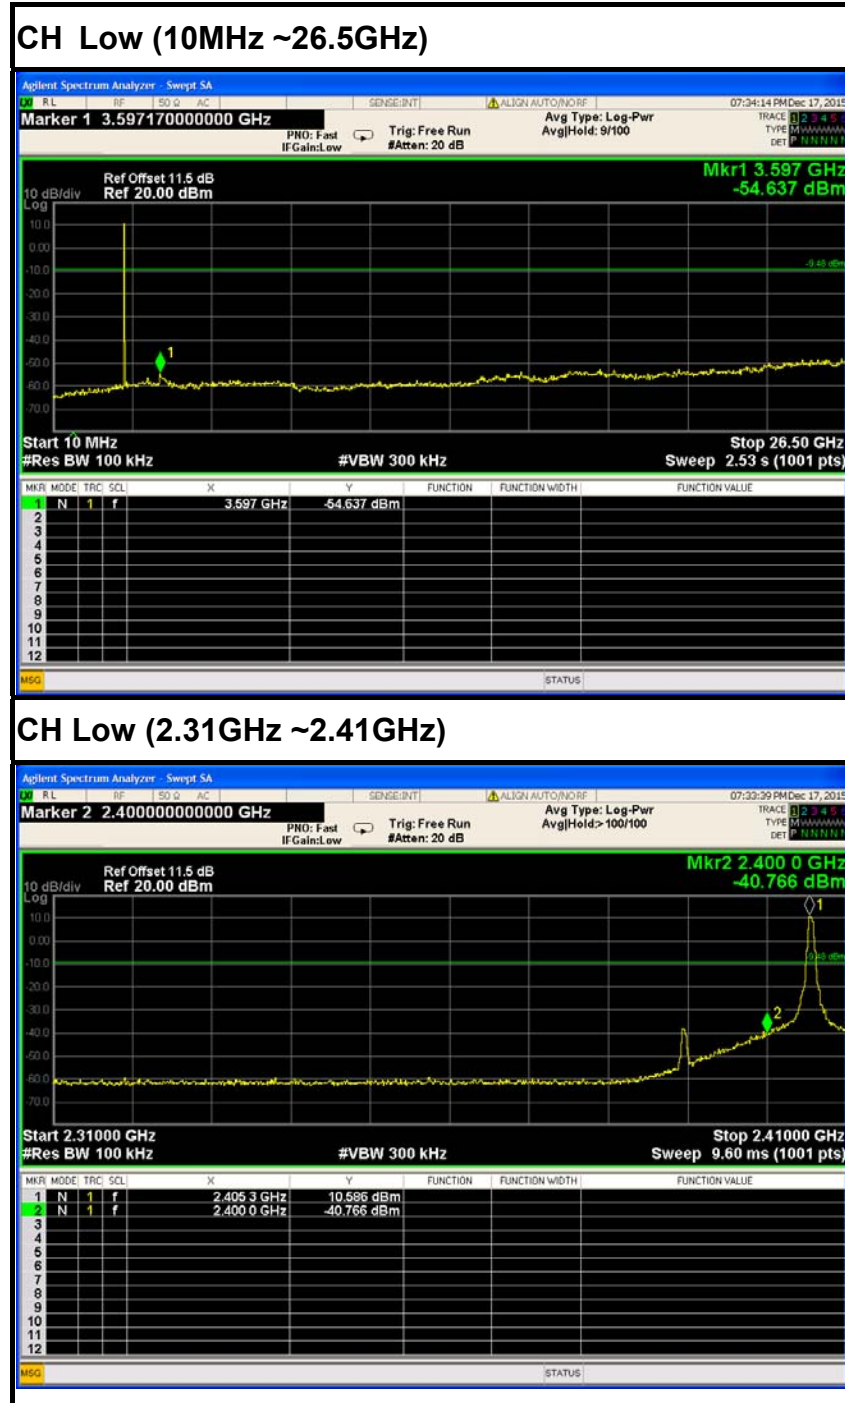 CH Low (10MHz ~26.5GHz)
Agilent Spectrum Analyzer - Swept SA
RL RF 50 Ω AC SENSE:INT ALIGN AUTO/NO RF 07:34:14 PM Dec 17, 2015
Marker 1 3.597170000000 GHz
PNO: Fast
IFGain:Low
Trig: Free Run
#Atten: 20 dB
Avg Type: Log-Pwr
Avg|Hold: 9/100
TRACE 1 2 3 4 5
TYPE M
DET P N N N N N
Ref Offset 11.5 dB
Ref 20.00 dBm
Mkr1 3.597 GHz
-54.637 dBm
10 dB/div
Log
10.0
0.00
-10.0
-20.0
-30.0
-40.0
-50.0
-60.0
-70.0
-9.48 dBm
1
Start 10 MHz Stop 26.50 GHz
#Res BW 100 kHz #VBW 300 kHz Sweep 2.53 s (1001 pts)
MKR MODE TRC SCL X Y FUNCTION FUNCTION WIDTH FUNCTION VALUE
1 N 1 f 3.597 GHz -54.637 dBm
2
3
4
5
6
7
8
9
10
11
12
MSG STATUS
CH Low (2.31GHz ~2.41GHz)
Agilent Spectrum Analyzer - Swept SA
RL RF 50 Ω AC SENSE:INT ALIGN AUTO/NO RF 07:33:39 PM Dec 17, 2015
Marker 2 2.400000000000 GHz
PNO: Fast
IFGain:Low
Trig: Free Run
#Atten: 20 dB
Avg Type: Log-Pwr
Avg|Hold:> 100/100
TRACE 1 2 3 4 5
TYPE M
DET P N N N N N
Ref Offset 11.5 dB
Ref 20.00 dBm
Mkr2 2.400 0 GHz
-40.766 dBm
10 dB/div
Log
10.0
0.00
-10.0
-20.0
-30.0
-40.0
-50.0
-60.0
-70.0
1
-9.48 dBm
2
Start 2.31000 GHz Stop 2.41000 GHz
#Res BW 100 kHz #VBW 300 kHz Sweep 9.60 ms (1001 pts)
MKR MODE TRC SCL X Y FUNCTION FUNCTION WIDTH FUNCTION VALUE
1 N 1 f 2.405 3 GHz 10.586 dBm
2 N 1 f 2.400 0 GHz -40.766 dBm
3
4
5
6
7
8
9
10
11
12
MSG STATUS